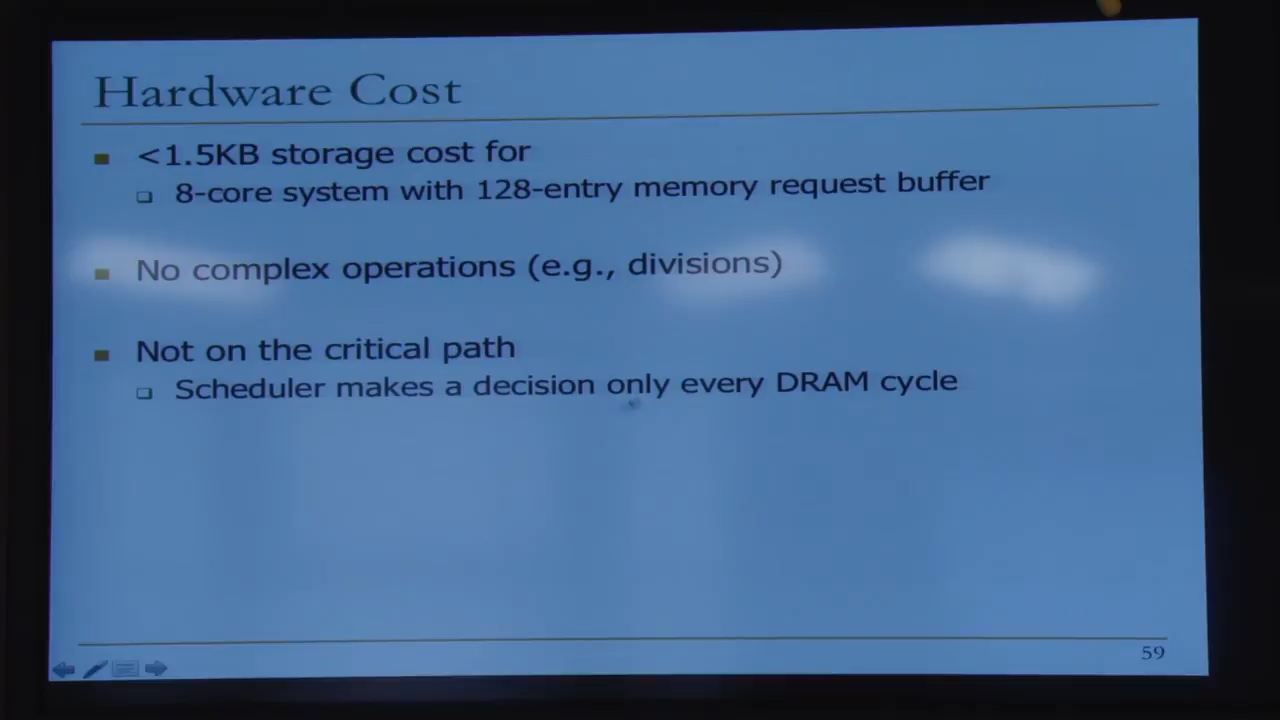 Hardware Cost
<1.5KB storage cost for
8-core system with 128-entry memory request buffer
No complex operations (e.g., divisions)
Not on the critical path
Scheduler makes a decision only every DRAM cycle
59